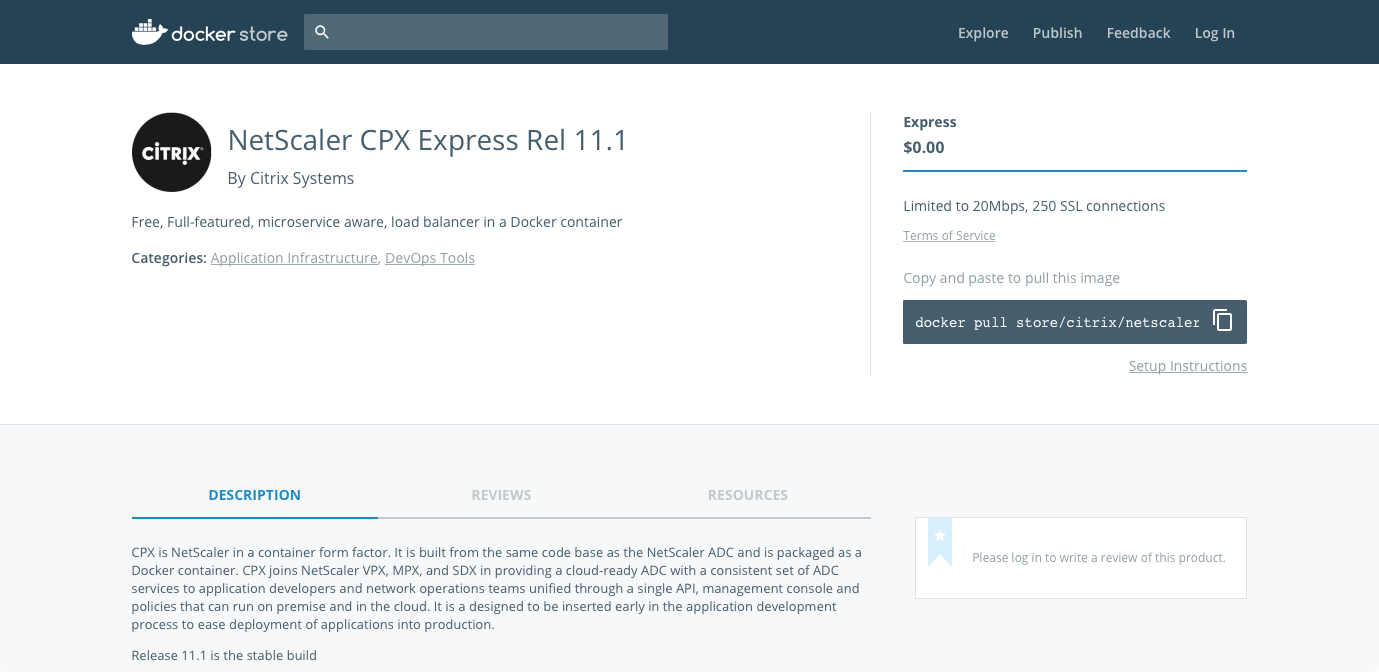 docker store
Explore Publish Feedback Log In
CİTRİX
NetScaler CPX Express Rel 11.1
By Citrix Systems
Free, Full-featured, microservice aware, load balancer in a Docker container
Categories: Application Infrastructure, DevOps Tools
Express
$0.00
Limited to 20Mbps, 250 SSL connections
Terms of Service
Copy and paste to pull this image
docker pull store/citrix/netscaler
Setup Instructions
DESCRIPTION REVIEWS RESOURCES
CPX is NetScaler in a container form factor. It is built from the same code base as the NetScaler ADC and is packaged as a
Docker container. CPX joins NetScaler VPX, MPX, and SDX in providing a cloud-ready ADC with a consistent set of ADC
services to application developers and network operations teams unified through a single API, management console and
policies that can run on premise and in the cloud. It is a designed to be inserted early in the application development
process to ease deployment of applications into production.
Release 11.1 is the stable build
Please log in to write a review of this product.